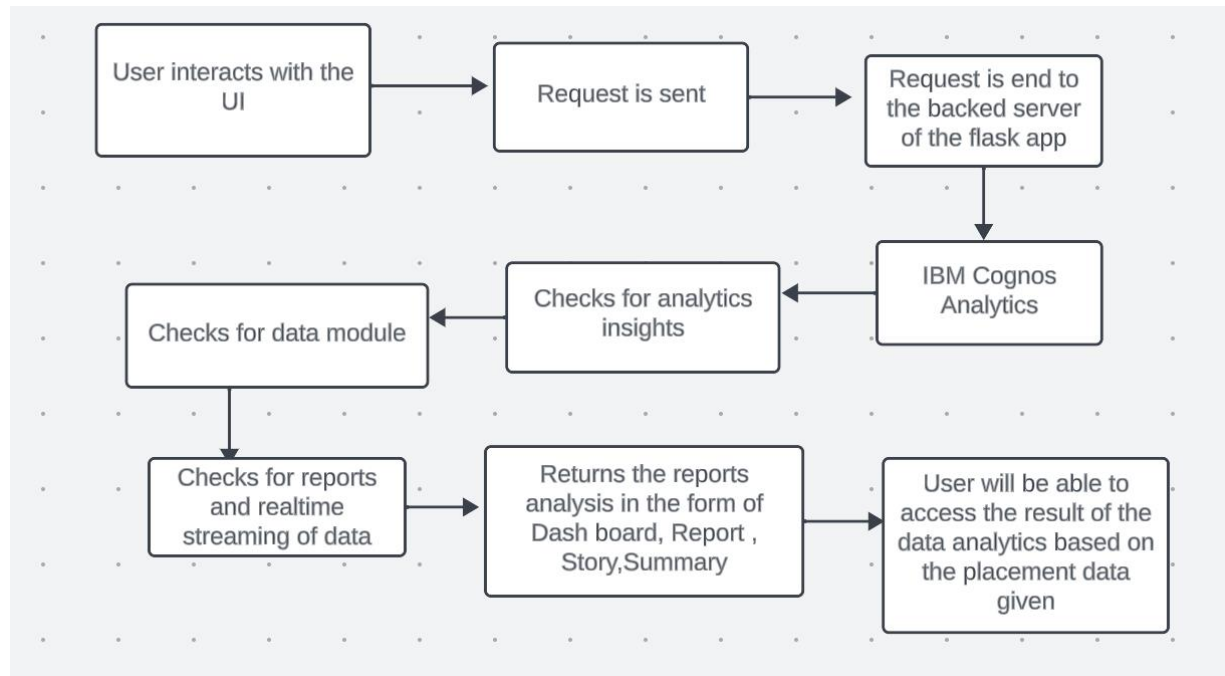 User interacts with the
UI
Request is sent
Request is end to
the backed server
of the flask app
IBM Cognos
Analytics
Checks for analytics
insights
Checks for data module
Checks for reports
and realtime
streaming of data
Returns the reports
analysis in the form of
Dash board, Report ,
Story,Summary
User will be able to
access the result of the
data analytics based on
the placement data
given